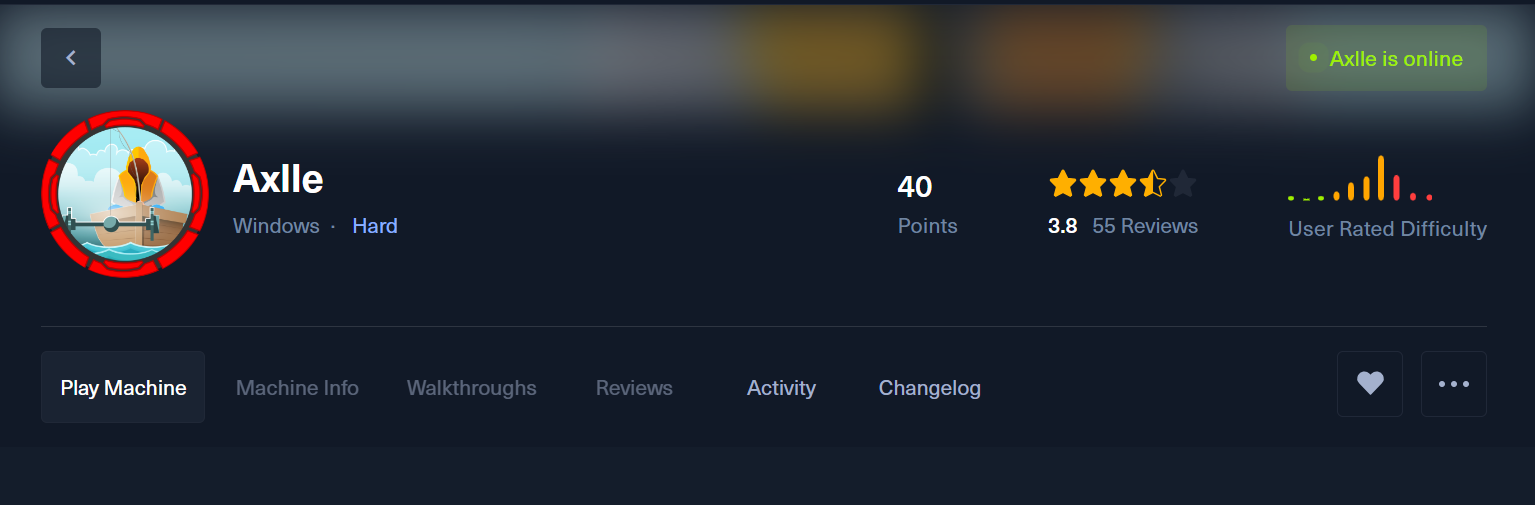 Axlle is online
Axlle
Windows · Hard
40
Points
3.8 55 Reviews
User Rated Difficulty
Play Machine
Machine Info
Walkthroughs
Reviews
Activity
Changelog